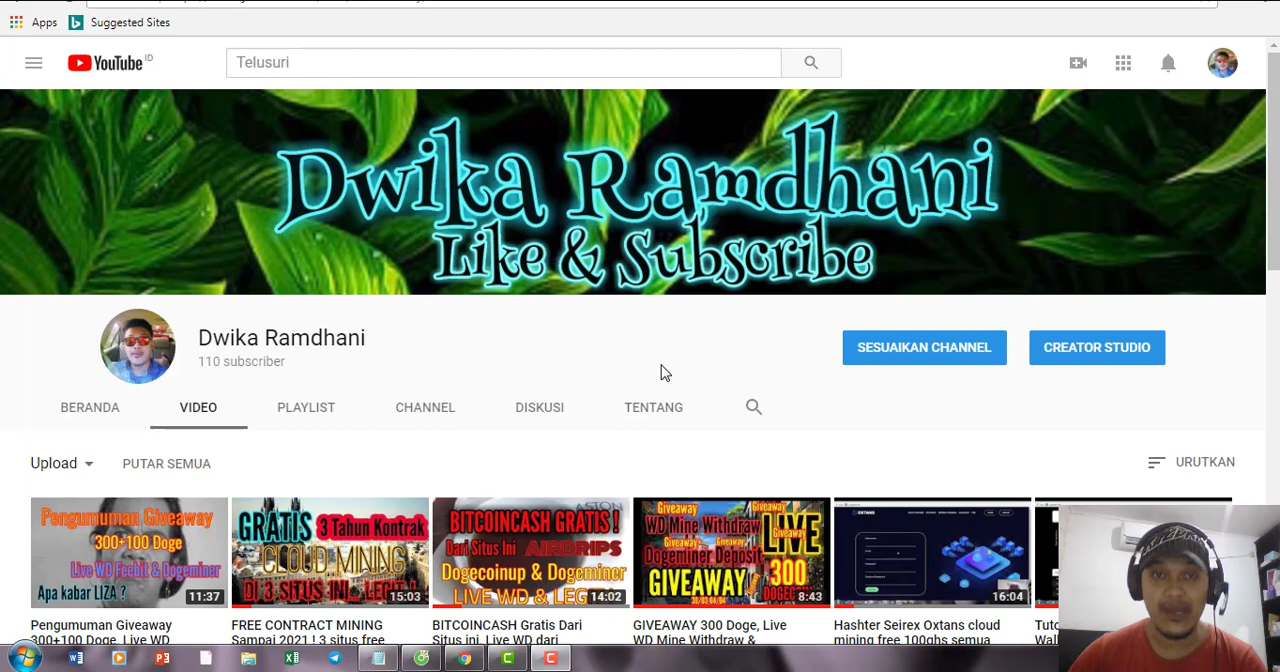 Apps Suggested Sites
YouTube ID
Telusuri
Dwika Ramdhani
Like & Subscribe
Dwika Ramdhani
110 subscriber
SESUAIKAN CHANNEL
CREATOR STUDIO
BERANDA
VIDEO
PLAYLIST
CHANNEL
DISKUSI
TENTANG
Upload
PUTAR SEMUA
URUTKAN
Pengumuman Giveaway
300+100 Doge
Live WD Feebit & Dogeminer
Apa kabar LIZA ?
11:37
Pengumuman Giveaway
300+100 Doge, Live WD
GRATIS 3 Tahun Kontrak
CLOUD MINING
DI 3 SITUS INI... LEGIT !
15:03
FREE CONTRACT MINING
Sampai 2021 ! 3 situs free
BITCOINCASH GRATIS !
Dari Situs Ini AIRDRIPS
Dogecoinup & Dogeminer
LIVE WD & LEG
14:02
BITCOINCASH Gratis Dari
Situs ini, Live WD dari
Giveaway Giveaway
WD Mine Withdraw LIVE
Giveaway Giveaway Giveaway
Dogeminer Deposit
GIVEAWAY 300
8:43
GIVEAWAY 300 Doge, Live
WD Mine Withdraw &
OXTANS
16:04
Hashter Seirex Oxtans cloud
mining free 100ghs semua